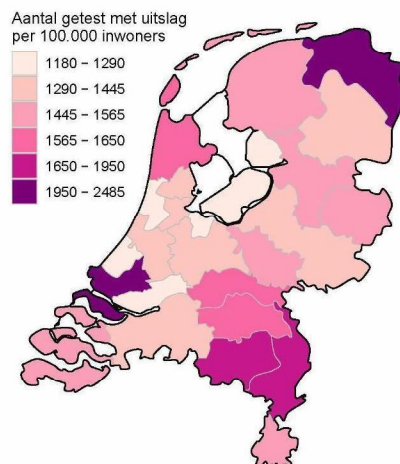 Aantal getest met uitslag
per 100.000 inwoners
1180 – 1290
1290 – 1445
1445 – 1565
1565 – 1650
1650 – 1950
1950 – 2485